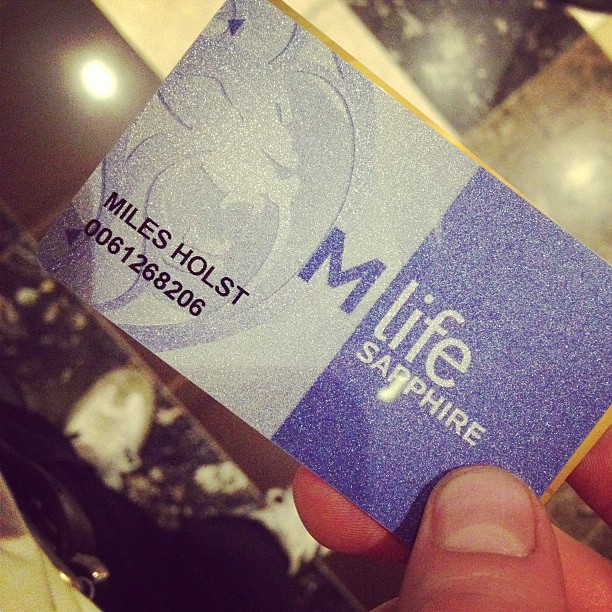 MILES HOLST
0061268206
M life
SAPPHIRE